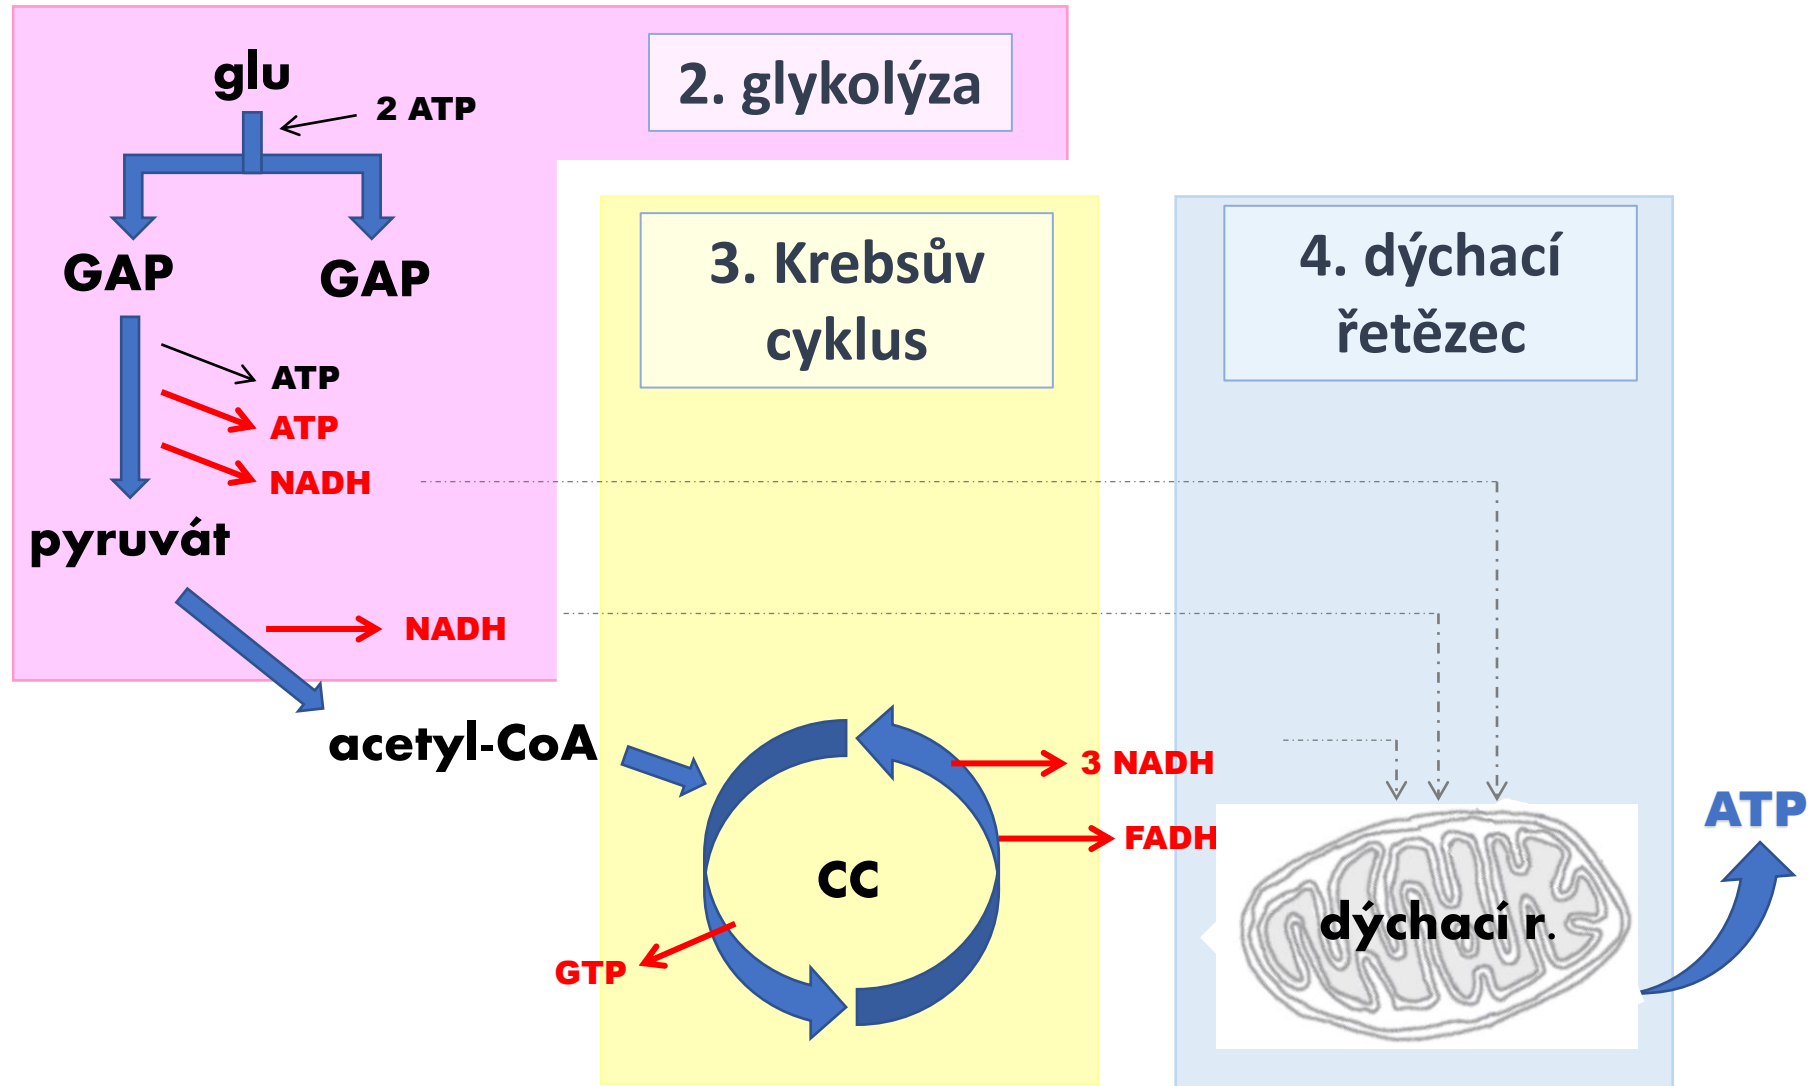 glu
2 ATP
2. glykolýza
GAP
GAP
ATP
ATP
NADH
pyruvát
NADH
acetyl-CoA
3. Krebsův
cyklus
3 NADH
FADH
CC
GTP
4. dýchací
řetězec
dýchací r.
ATP